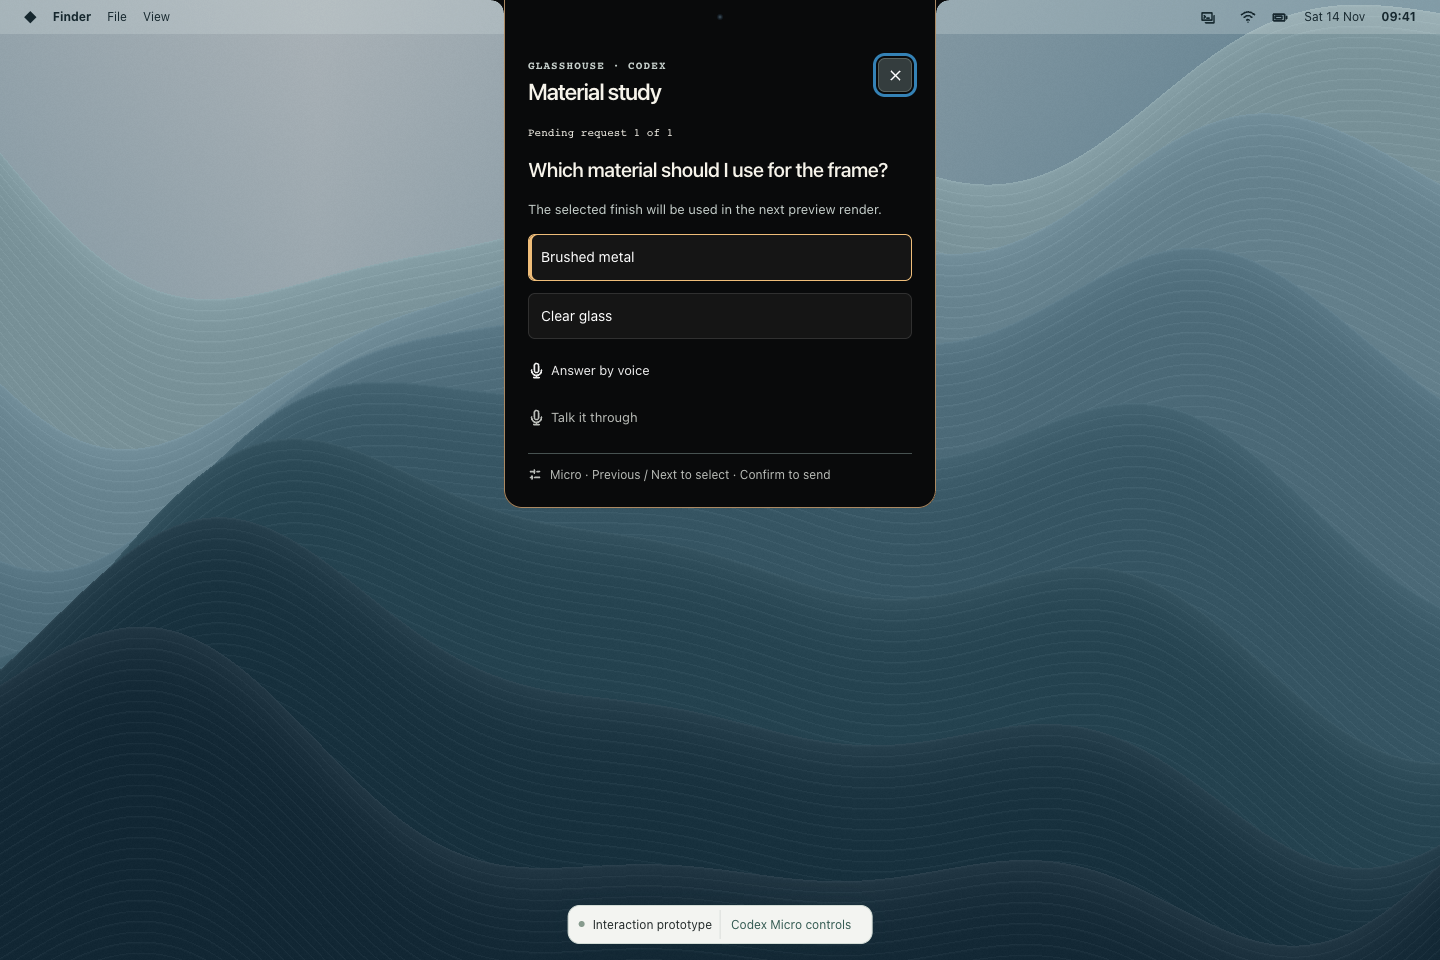 Finder File View
Sat 14 Nov 09:41
GLASSHOUSE · CODEX
Material study
Pending request 1 of 1
Which material should I use for the frame?
The selected finish will be used in the next preview render.
Brushed metal
Clear glass
Answer by voice
Talk it through
Micro · Previous / Next to select · Confirm to send
Interaction prototype Codex Micro controls